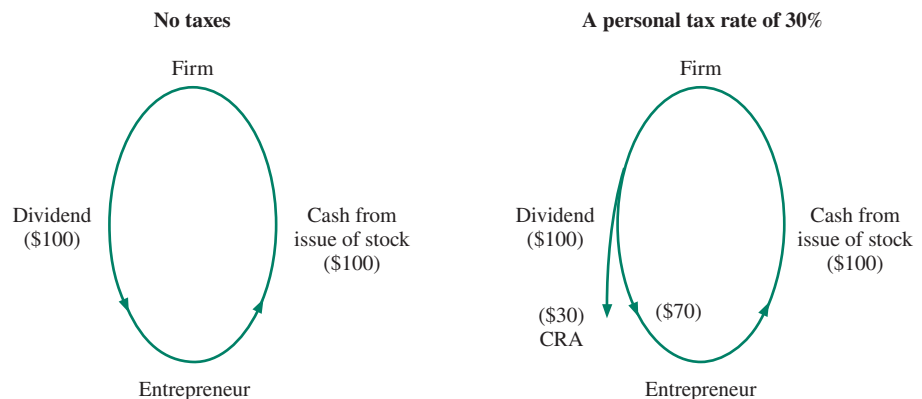 No taxes
Firm
Dividend
($100)
Cash from
issue of stock
($100)
Entrepreneur
A personal tax rate of 30%
Firm
Dividend
($100)
($30)
CRA
($70)
Cash from
issue of stock
($100)
Entrepreneur